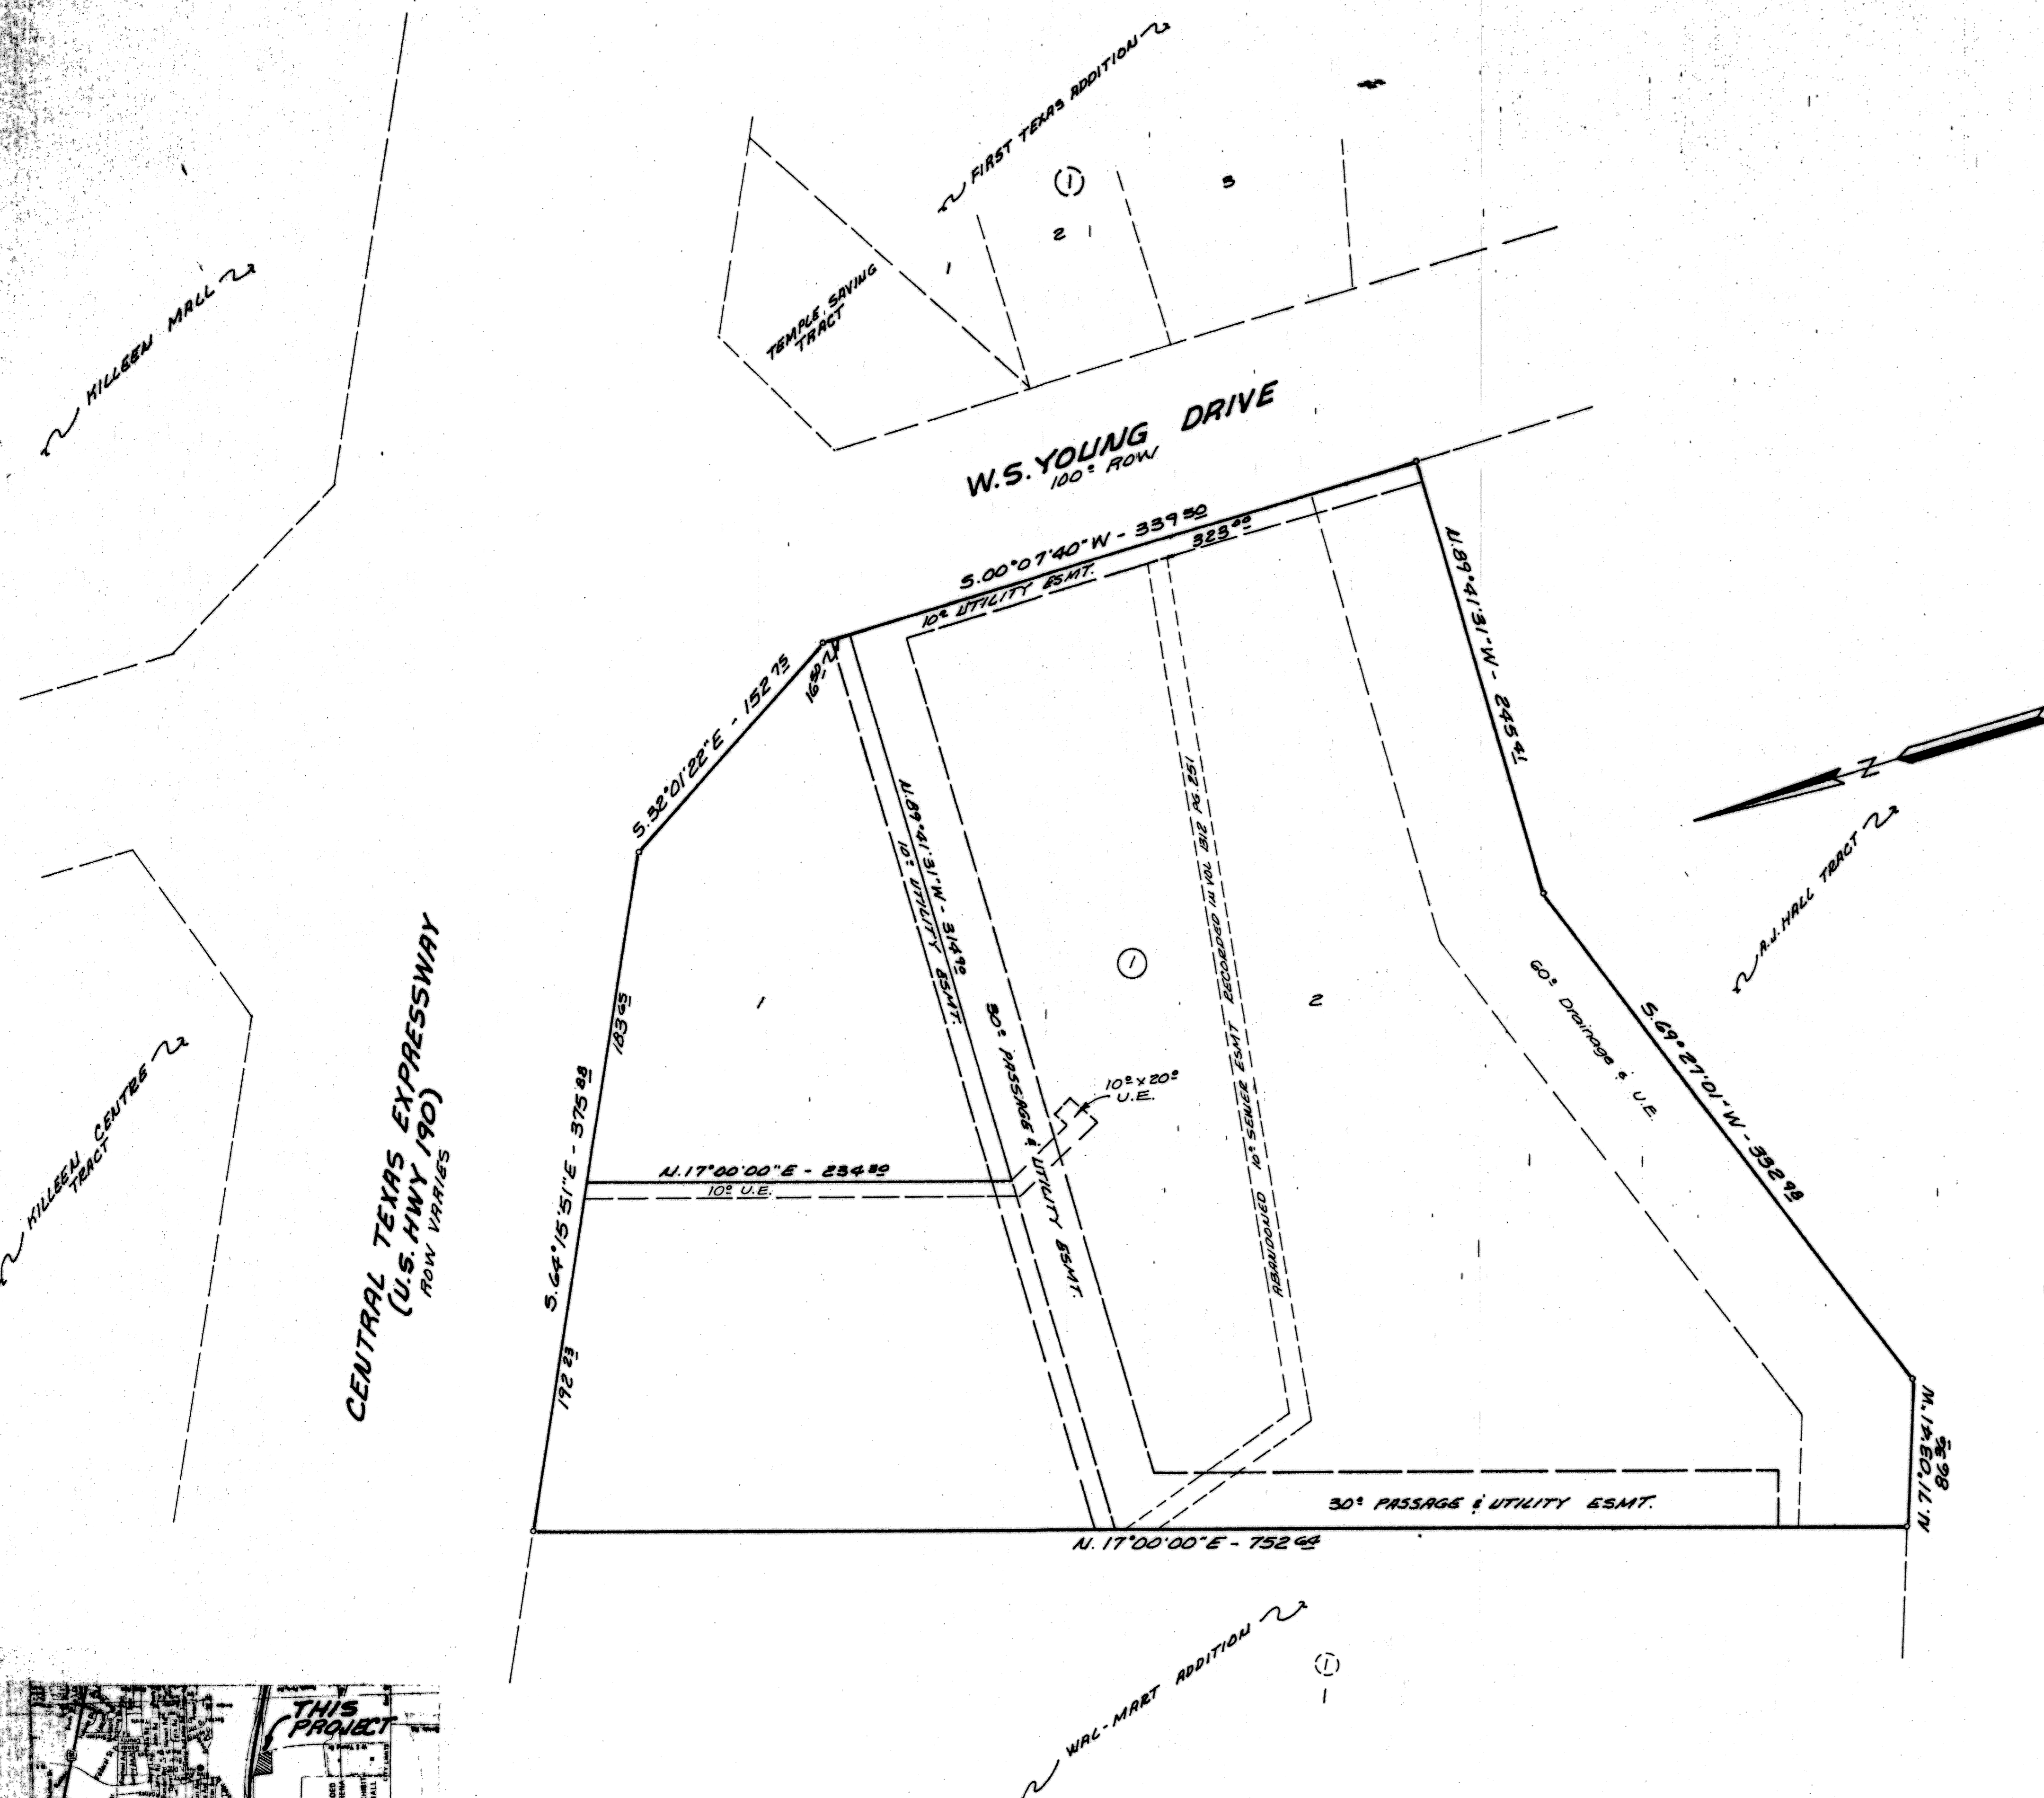 FIRST TEXAS ADDITION
1
2
1
3
1
TEMPLE SAVING
TRACT
KILLEEN MALL
W.S. YOUNG DRIVE
100° ROW
S.00°07'40"W - 339 50
323 00
10° UTILITY ESMT.
N.89°41'31"W - 245 41
S.32°01'22"E - 152 75
16 50
N.89°41'31"W - 314 90
10° UTILITY ESMT.
30° PASSAGE & UTILITY ESMT.
ABANDONED 10° SEWER ESMT RECORDED IN VOL 1312 PG. 251
N
A.J. HALL TRACT
60° Drainage & U.E.
S.69°27'01"W - 332 98
1
1
2
10° x 20°
U.E.
183 65
CENTRAL TEXAS EXPRESSWAY
(U.S. HWY 190)
ROW VARIES
S.64°15'51"E - 375 88
192 23
N.17°00'00"E - 234 80
10° U.E.
KILLEEN CENTRE
TRACT
N.71°03'41"W
86 36
30° PASSAGE & UTILITY ESMT.
N. 17°00'00"E - 752 64
WAL-MART ADDITION
1
1
THIS
PROJECT